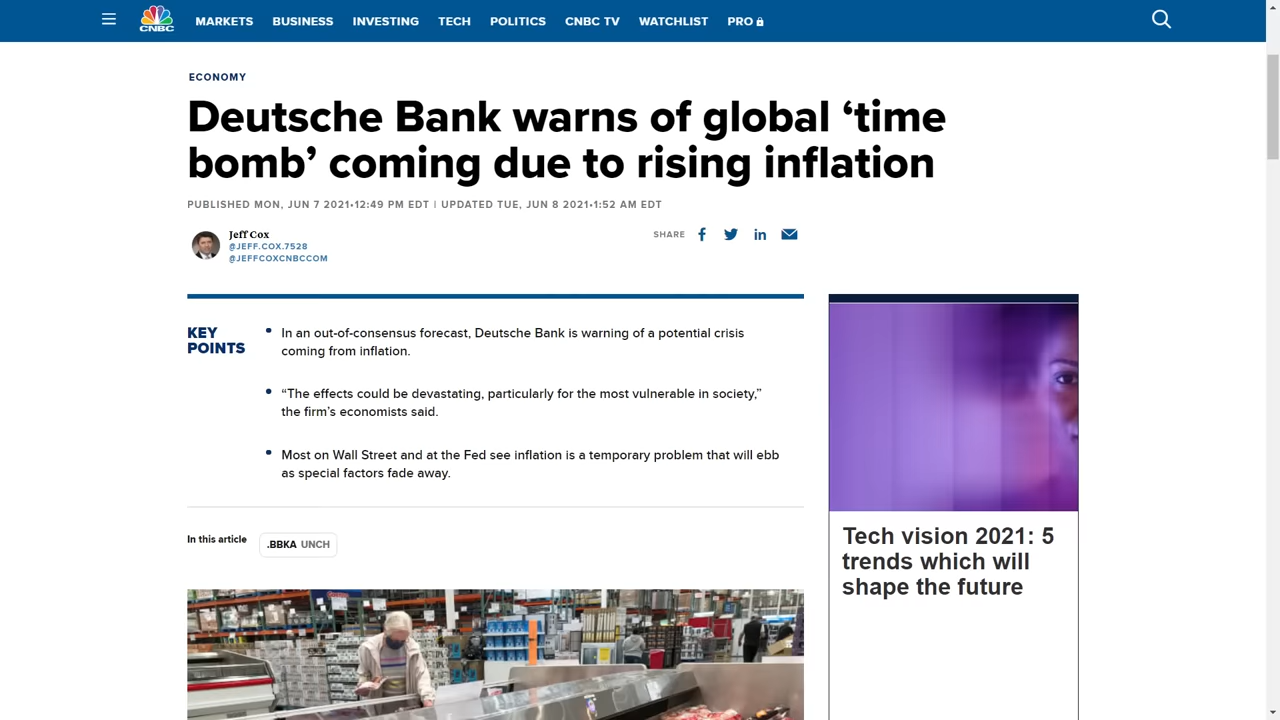 CNBC
MARKETS BUSINESS INVESTING TECH POLITICS CNBC TV WATCHLIST PRO
ECONOMY
Deutsche Bank warns of global ‘time
bomb’ coming due to rising inflation
PUBLISHED MON, JUN 7 2021•12:49 PM EDT | UPDATED TUE, JUN 8 2021•1:52 AM EDT
Jeff Cox
@JEFF.COX.7528
@JEFFCOXCNBCCOM
SHARE
KEY
POINTS
In an out-of-consensus forecast, Deutsche Bank is warning of a potential crisis
coming from inflation.
“The effects could be devastating, particularly for the most vulnerable in society,”
the firm’s economists said.
Most on Wall Street and at the Fed see inflation is a temporary problem that will ebb
as special factors fade away.
In this article
.BBKA UNCH
Tech vision 2021: 5
trends which will
shape the future